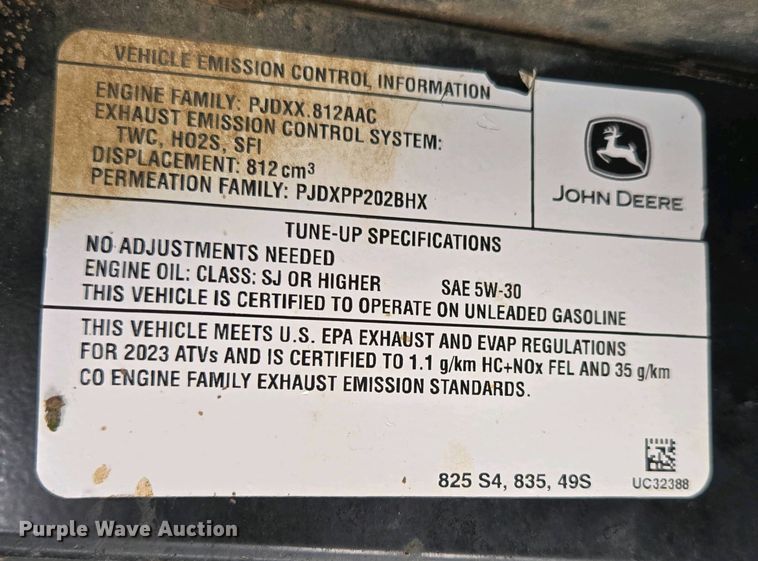 VEHICLE EMISSION CONTROL INFORMATION
ENGINE FAMILY: PJDXX.812AAC
EXHAUST EMISSION CONTROL SYSTEM:
TWC, HO2S, SFI
DISPLACEMENT: 812 cm³
PERMEATION FAMILY: PJDXPP202BHX
JOHN DEERE
TUNE-UP SPECIFICATIONS
NO ADJUSTMENTS NEEDED
ENGINE OIL: CLASS: SJ OR HIGHER SAE 5W-30
THIS VEHICLE IS CERTIFIED TO OPERATE ON UNLEADED GASOLINE
THIS VEHICLE MEETS U.S. EPA EXHAUST AND EVAP REGULATIONS
FOR 2023 ATVs AND IS CERTIFIED TO 1.1 g/km HC+NOx FEL AND 35 g/km
CO ENGINE FAMILY EXHAUST EMISSION STANDARDS.
825 S4, 835, 49S
UC32388
Purple Wave Auction